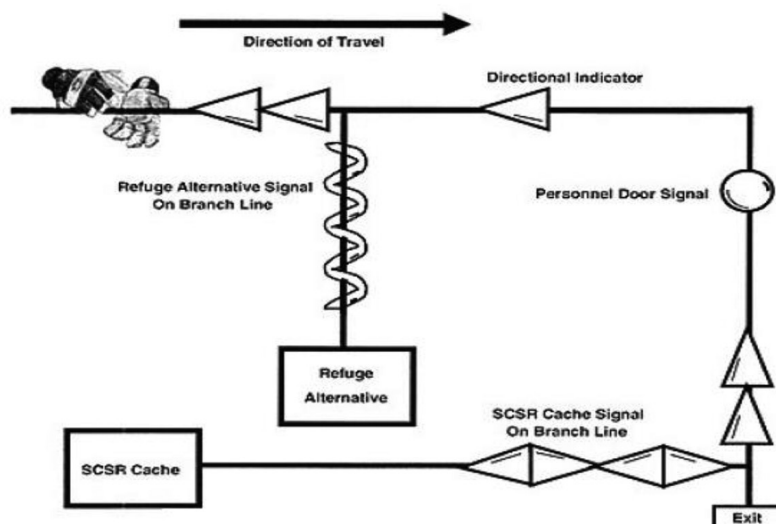 Direction of Travel
Directional Indicator
Refuge Alternative Signal
On Branch Line
Personnel Door Signal
Refuge
Alternative
SCSR Cache Signal
On Branch Line
SCSR Cache
Exit